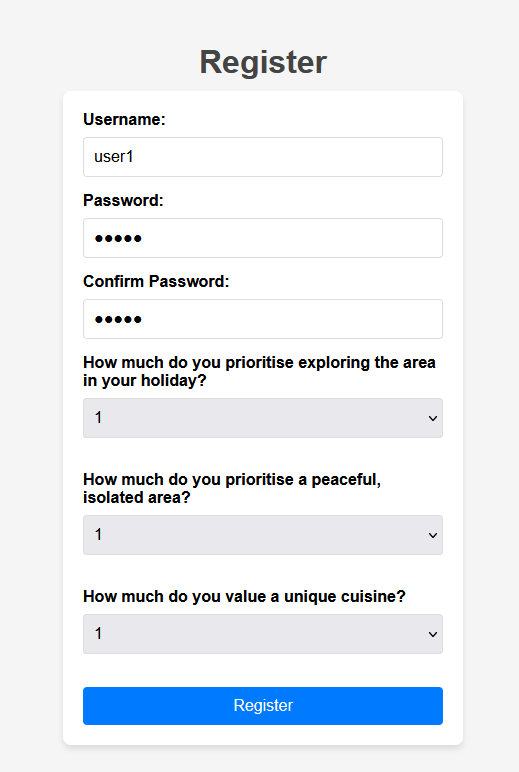 Register
Username:
user1
Password:
●●●●●
Confirm Password:
●●●●●
How much do you prioritise exploring the area
in your holiday?
1
How much do you prioritise a peaceful,
isolated area?
1
How much do you value a unique cuisine?
1
Register